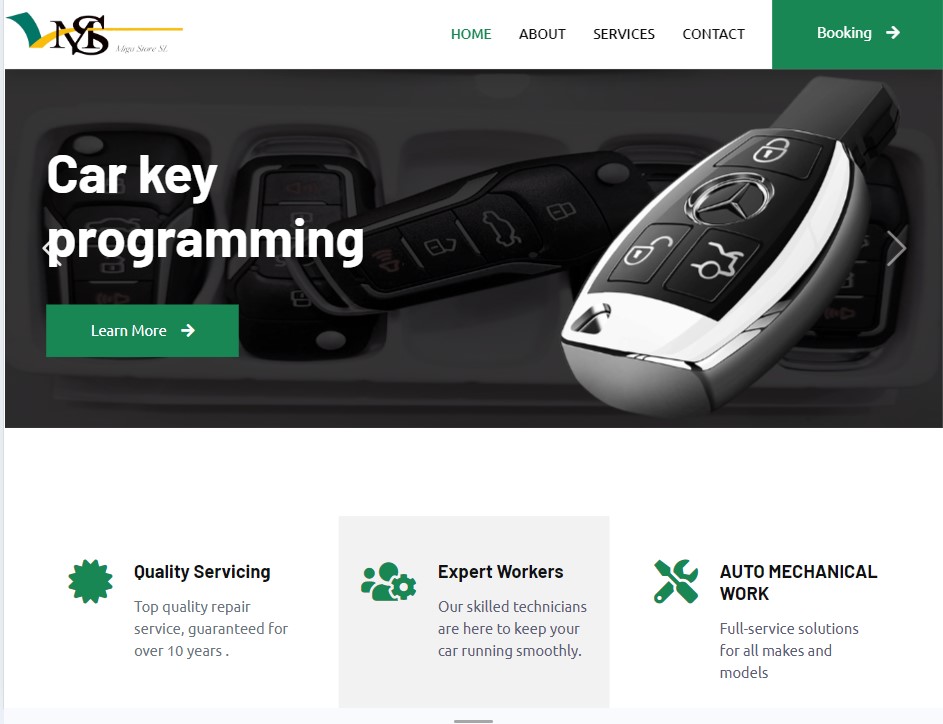 MSS
Migo Store SL
HOME
ABOUT
SERVICES
CONTACT
Booking
Car key
programming
Learn More
Quality Servicing
Top quality repair
service, guaranteed for
over 10 years .
Expert Workers
Our skilled technicians
are here to keep your
car running smoothly.
AUTO MECHANICAL
WORK
Full-service solutions
for all makes and
models